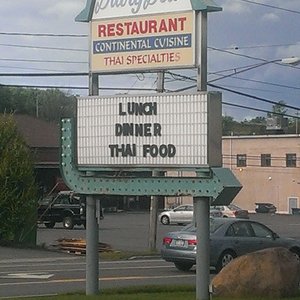 RESTAURANT
CONTINENTAL CUISINE
THAI SPECIALTIES
LUNCH
DINNER
THAI FOOD